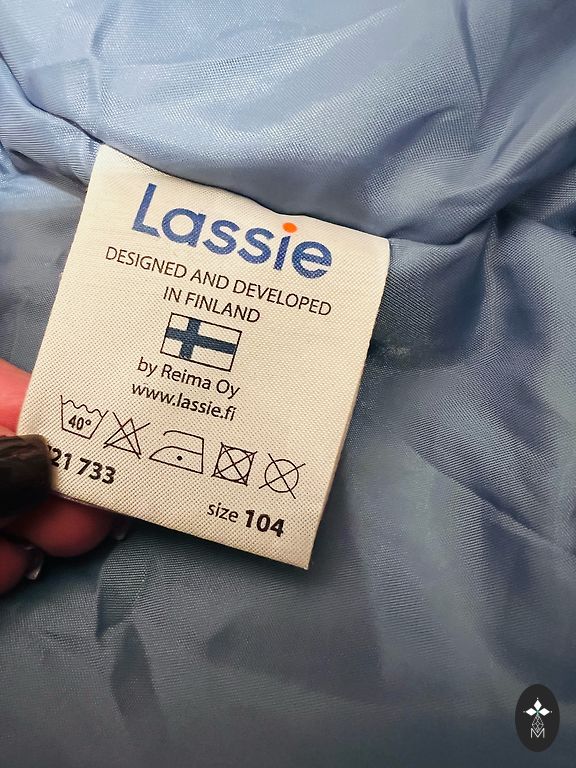 Lassie
DESIGNED AND DEVELOPED
IN FINLAND
by Reima Oy
www.lassie.fi
40°
21 733
size 104
M